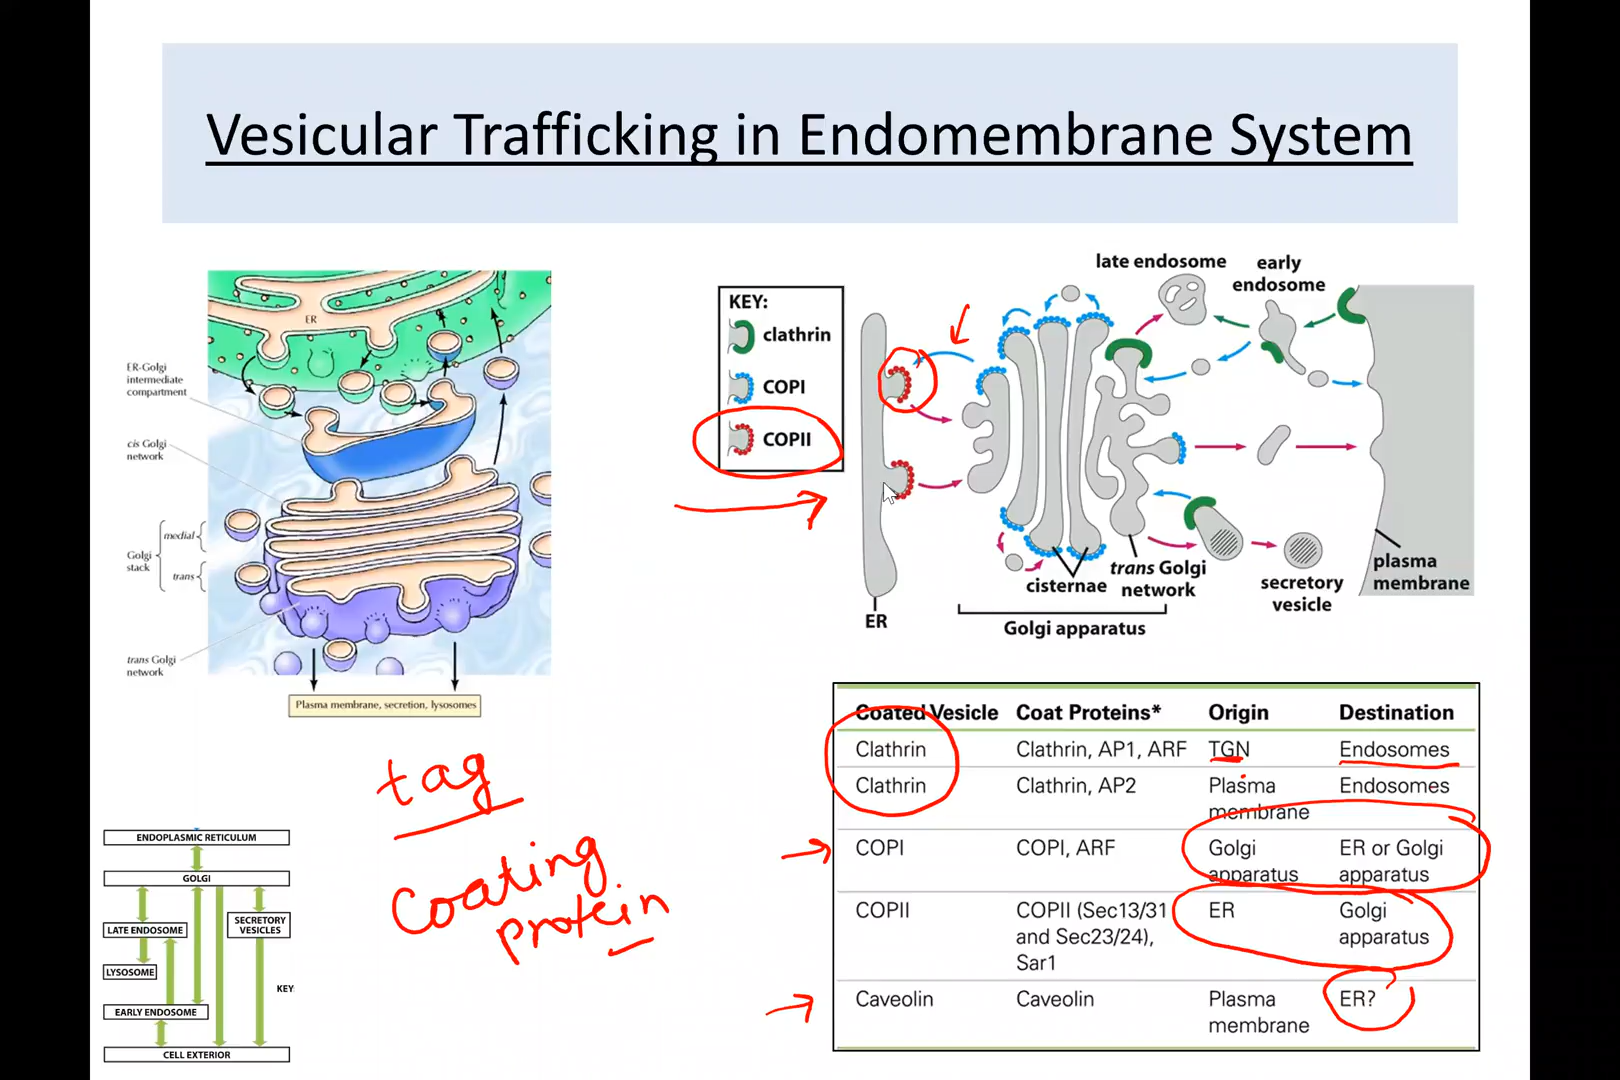 Vesicular Trafficking in Endomembrane System
ER
ER-Golgi
intermediate
compartment
cis Golgi
network
medial
Golgi
stack
trans
trans Golgi
network
Plasma membrane, secretion, lysosomes
KEY:
clathrin
COPI
COPII
late endosome
early
endosome
ER
cisternae
trans Golgi
network
Golgi apparatus
secretory
vesicle
plasma
membrane
tag
Coating
protein
ENDOPLASMIC RETICULUM
GOLGI
LATE ENDOSOME
SECRETORY
VESICLES
LYSOSOME
KEY
EARLY ENDOSOME
CELL EXTERIOR
Coated Vesicle Coat Proteins* Origin Destination
Clathrin Clathrin, AP1, ARF TGN Endosomes
Clathrin Clathrin, AP2 Plasma Endosomes
membrane
COPI COPI, ARF Golgi ER or Golgi
apparatus apparatus
COPII COPII (Sec13/31 ER Golgi
and Sec23/24), apparatus
Sar1
Caveolin Caveolin Plasma ER?
membrane